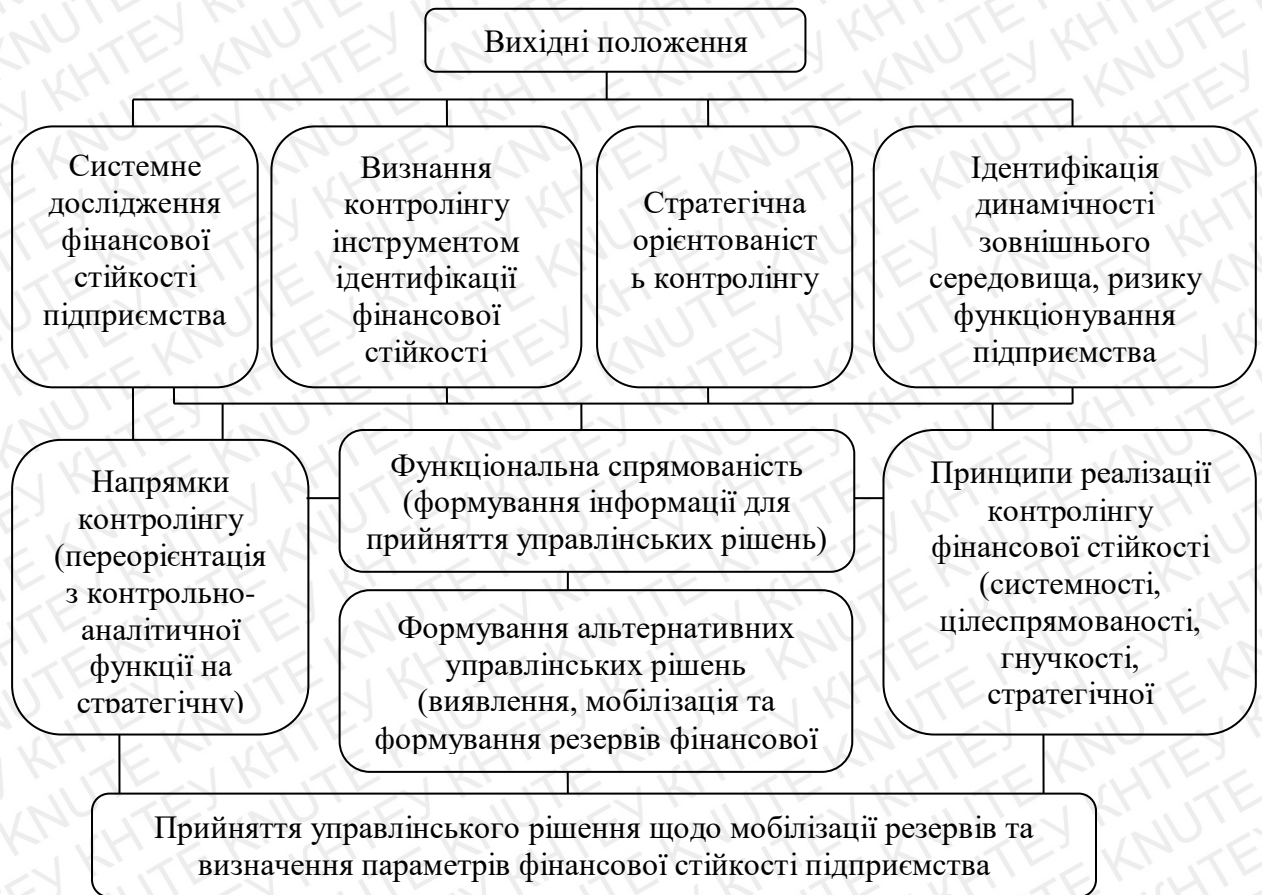 Вихідні положення
Системне
дослідження
фінансової
стійкості
підприємства
Визнання
контролінгу
інструментом
ідентифікації
фінансової
стійкості
Стратегічна
орієнтованіст
ь контролінгу
Ідентифікація
динамічності
зовнішнього
середовища, ризику
функціонування
підприємства
Напрямки
контролінгу
(переорієнтація
з контрольно-
аналітичної
функції на
стратегічну)
Функціональна спрямованість
(формування інформації для
прийняття управлінських рішень)
Формування альтернативних
управлінських рішень
(виявлення, мобілізація та
формування резервів фінансової
Принципи реалізації
контролінгу
фінансової стійкості
(системності,
цілеспрямованості,
гнучкості,
стратегічної
Прийняття управлінського рішення щодо мобілізації резервів та
визначення параметрів фінансової стійкості підприємства